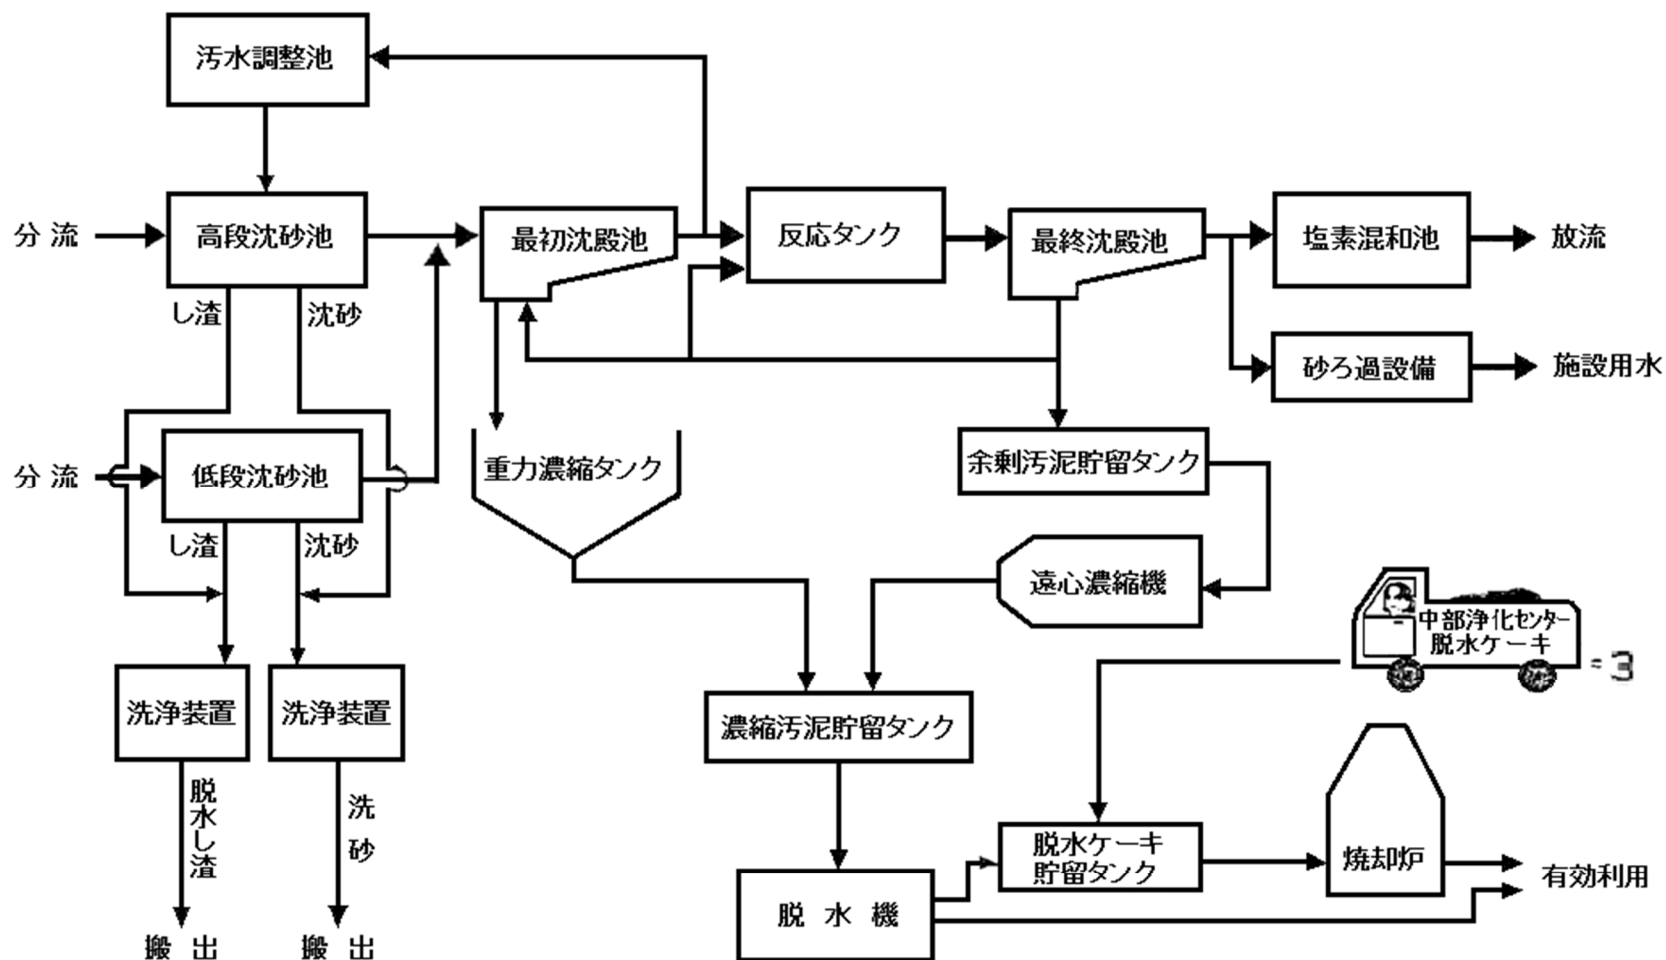 汚水調整池
分流
高段沈砂池
最初沈殿池
反応タンク
最終沈殿池
塩素混和池
放流
し渣
沈砂
砂ろ過設備
施設用水
分流
低段沈砂池
重力濃縮タンク
余剰汚泥貯留タンク
し渣
沈砂
遠心濃縮機
中部浄化センター
脱水ケーキ
洗浄装置
洗浄装置
濃縮汚泥貯留タンク
脱水し渣
洗砂
脱水ケーキ
貯留タンク
焼却炉
有効利用
脱水機
搬出
搬出